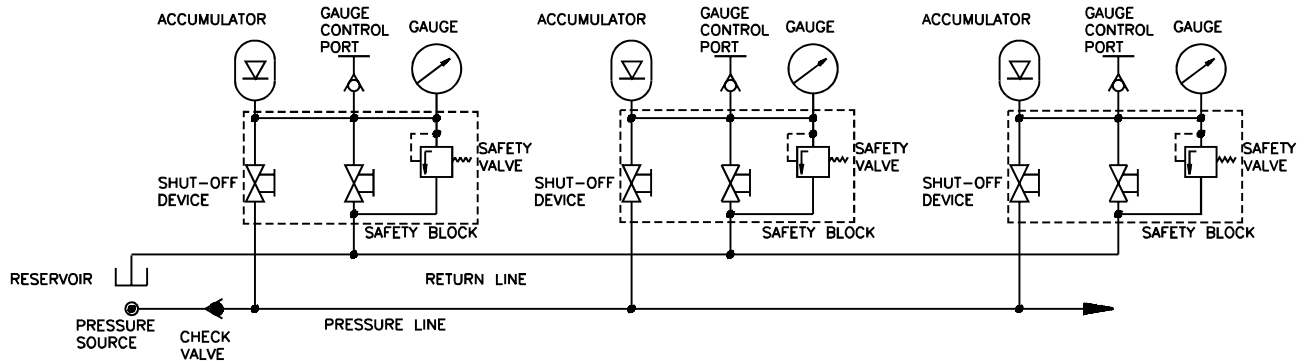 ACCUMULATOR
GAUGE
CONTROL
PORT
GAUGE
SAFETY
VALVE
SHUT-OFF
DEVICE
SAFETY BLOCK
ACCUMULATOR
GAUGE
CONTROL
PORT
GAUGE
SAFETY
VALVE
SHUT-OFF
DEVICE
SAFETY BLOCK
ACCUMULATOR
GAUGE
CONTROL
PORT
GAUGE
SAFETY
VALVE
SHUT-OFF
DEVICE
SAFETY BLOCK
RESERVOIR
RETURN LINE
PRESSURE
SOURCE
CHECK
VALVE
PRESSURE LINE